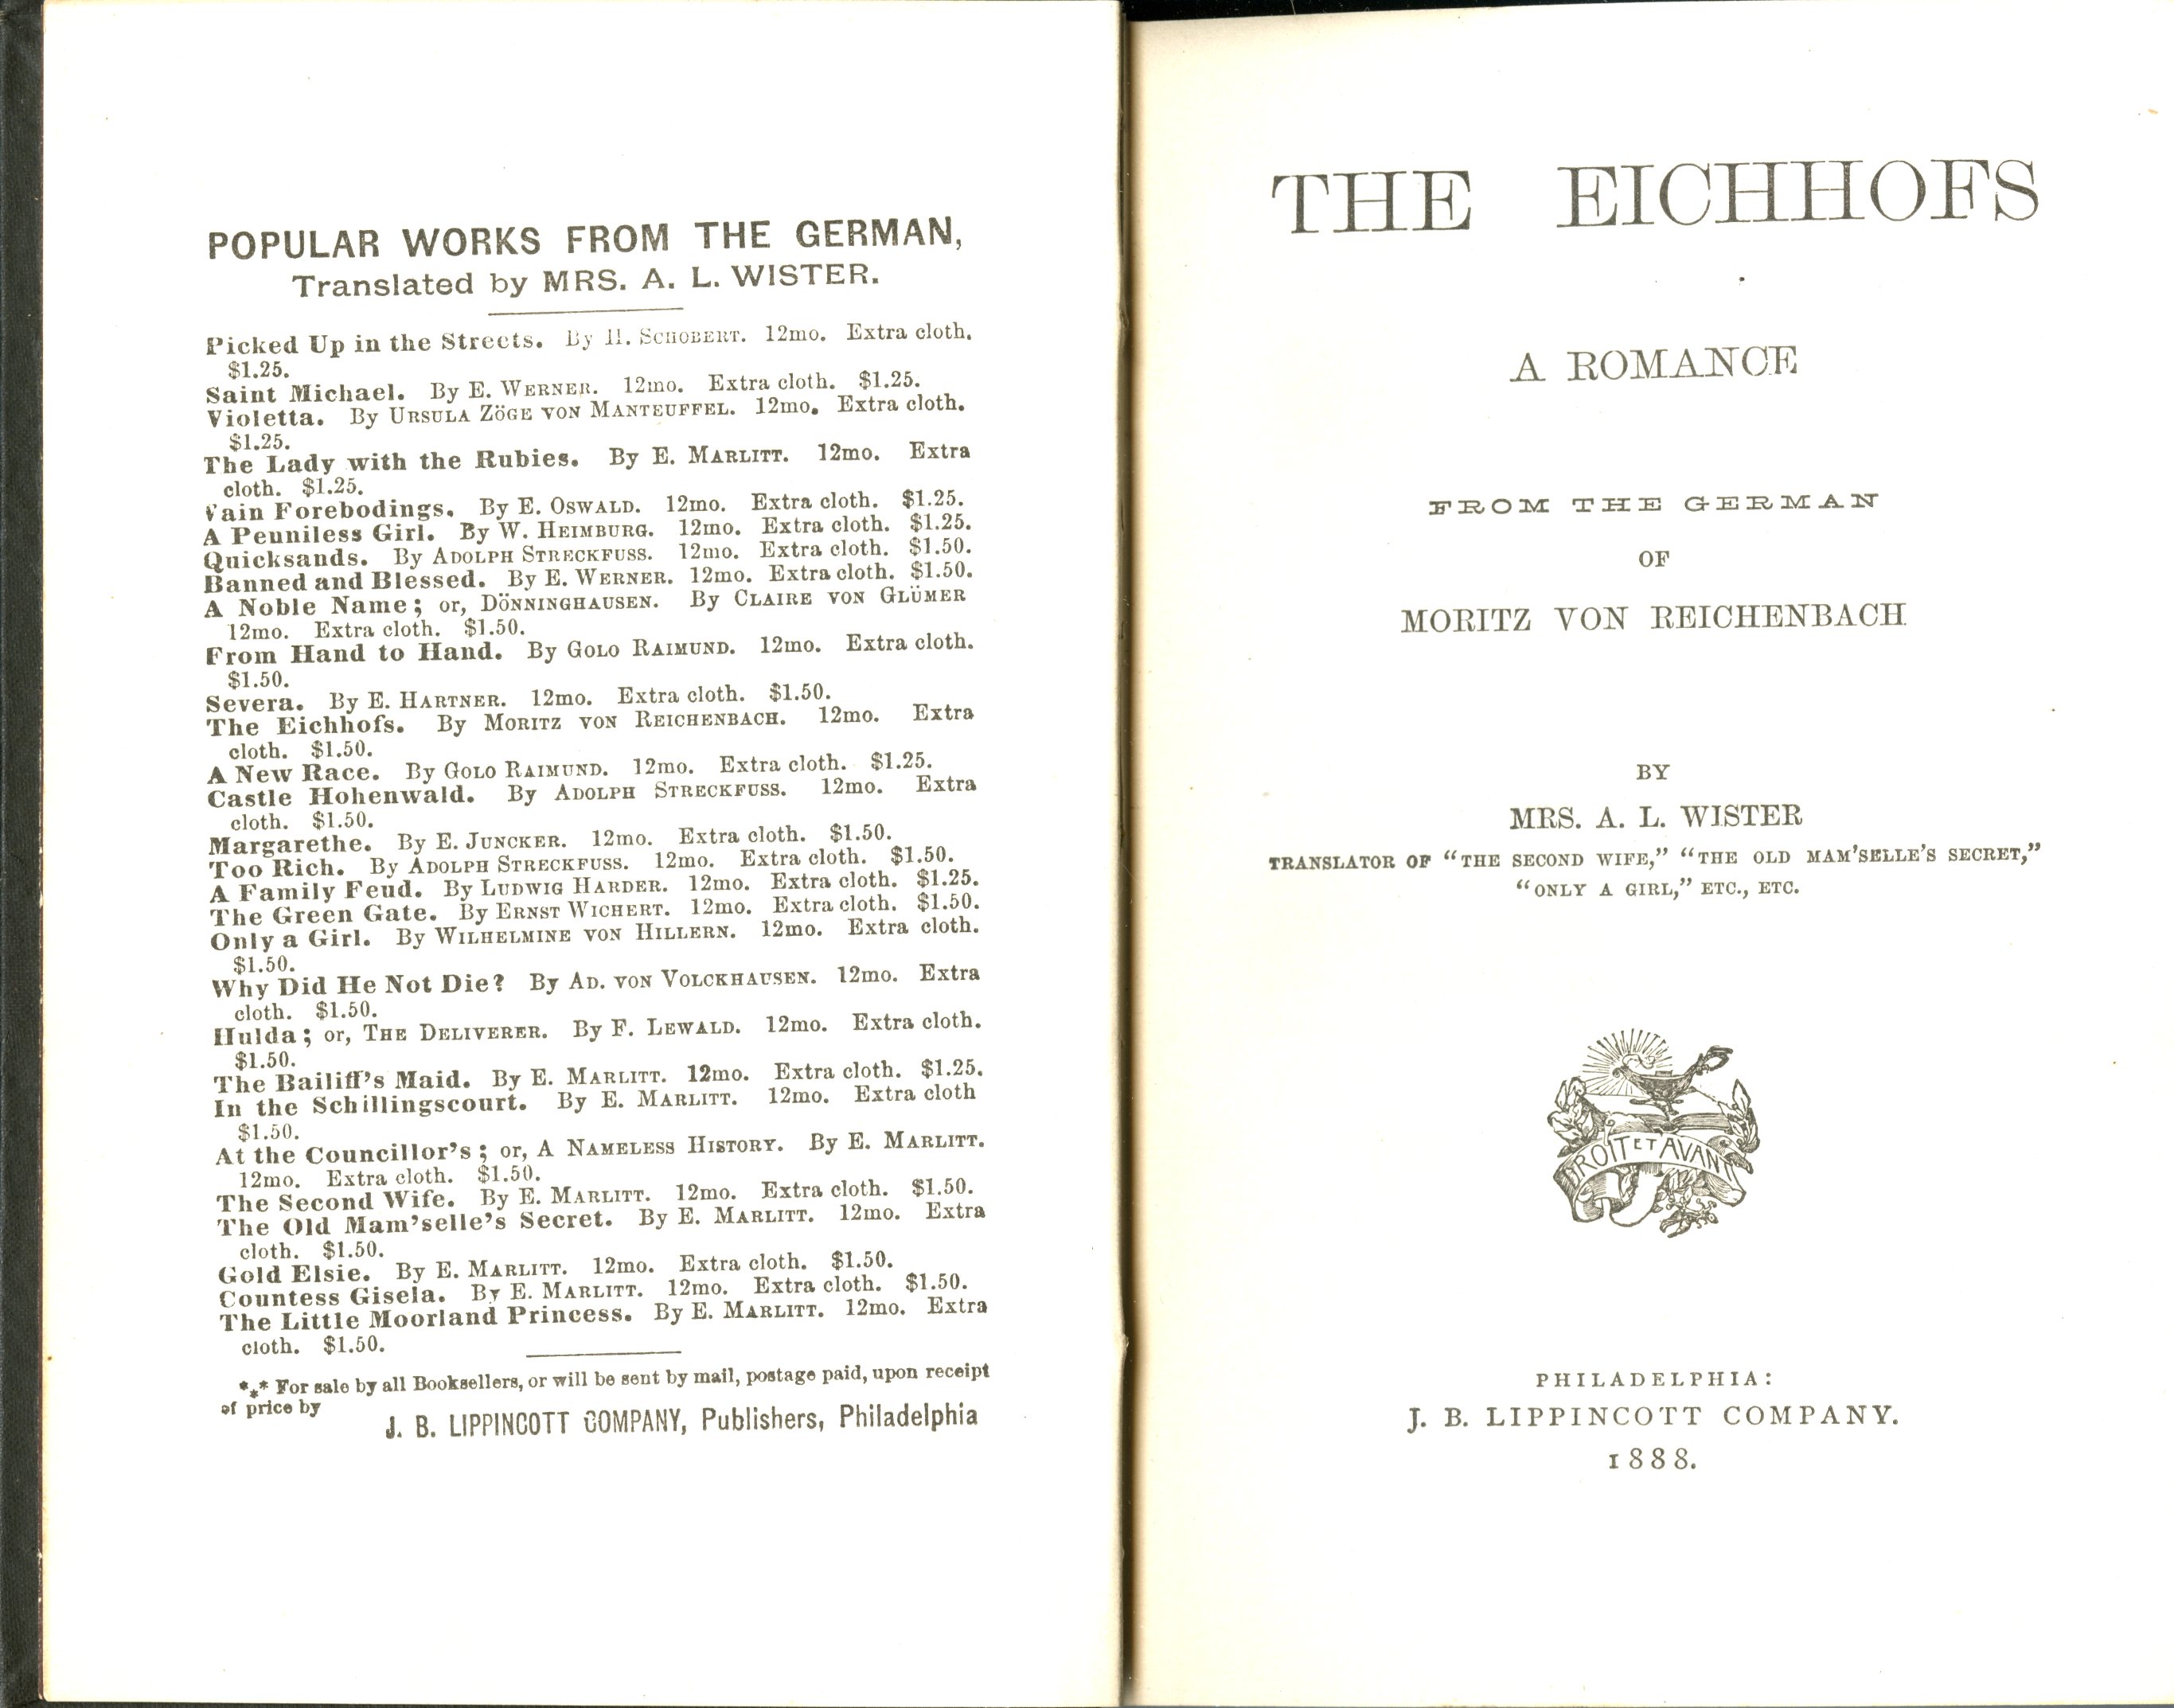 POPULAR WORKS FROM THE GERMAN,
Translated by MRS. A. L. WISTER.
Picked Up in the Streets. By H. SCHOBERT. 12mo. Extra cloth.
$1.25.
Saint Michael. By E. WERNER. 12mo. Extra cloth. $1.25.
Violetta. By URSULA ZÖGE VON MANTEUFFEL. 12mo. Extra cloth.
$1.25.
The Lady with the Rubies. By E. MARLITT. 12mo. Extra
cloth. $1.25.
Vain Forebodings. By E. OSWALD. 12mo. Extra cloth. $1.25.
A Penniless Girl. By W. HEIMBURG. 12mo. Extra cloth. $1.25.
Quicksands. By ADOLPH STRECKFUSS. 12mo. Extra cloth. $1.50.
Banned and Blessed. By E. WERNER. 12mo. Extra cloth. $1.50.
A Noble Name; or, DÖNNINGHAUSEN. By CLAIRE VON GLÜMER
12mo. Extra cloth. $1.50.
From Hand to Hand. By GOLO RAIMUND. 12mo. Extra cloth.
$1.50.
Severa. By E. HARTNER. 12mo. Extra cloth. $1.50.
The Eichhofs. By MORITZ VON REICHENBACH. 12mo. Extra
cloth. $1.50.
A New Race. By GOLO RAIMUND. 12mo. Extra cloth. $1.25.
Castle Hohenwald. By ADOLPH STRECKFUSS. 12mo. Extra
cloth. $1.50.
Margarethe. By E. JUNCKER. 12mo. Extra cloth. $1.50.
Too Rich. By ADOLPH STRECKFUSS. 12mo. Extra cloth. $1.50.
A Family Feud. By LUDWIG HARDER. 12mo. Extra cloth. $1.25.
The Green Gate. By ERNST WICHERT. 12mo. Extra cloth. $1.50.
Only a Girl. By WILHELMINE VON HILLERN. 12mo. Extra cloth.
$1.50.
Why Did He Not Die? By AD. VON VOLCKHAUSEN. 12mo. Extra
cloth. $1.50.
Hulda; or, THE DELIVERER. By F. LEWALD. 12mo. Extra cloth.
$1.50.
The Bailiff's Maid. By E. MARLITT. 12mo. Extra cloth. $1.25.
In the Schillingscourt. By E. MARLITT. 12mo. Extra cloth
$1.50.
At the Councillor's; or, A NAMELESS HISTORY. By E. MARLITT.
12mo. Extra cloth. $1.50.
The Second Wife. By E. MARLITT. 12mo. Extra cloth. $1.50.
The Old Mam'selle's Secret. By E. MARLITT. 12mo. Extra
cloth. $1.50.
Gold Elsie. By E. MARLITT. 12mo. Extra cloth. $1.50.
Countess Gisela. By E. MARLITT. 12mo. Extra cloth. $1.50.
The Little Moorland Princess. By E. MARLITT. 12mo. Extra
cloth. $1.50.
*** For sale by all Booksellers, or will be sent by mail, postage paid, upon receipt
of price by
J. B. LIPPINCOTT COMPANY, Publishers, Philadelphia
THE EICHHOFS
A ROMANCE
FROM THE GERMAN
OF
MORITZ VON REICHENBACH
BY
MRS. A. L. WISTER
TRANSLATOR OF "THE SECOND WIFE," "THE OLD MAM'SELLE'S SECRET,"
"ONLY A GIRL," ETC., ETC.
DROIT ET AVANT
PHILADELPHIA:
J. B. LIPPINCOTT COMPANY.
1888.